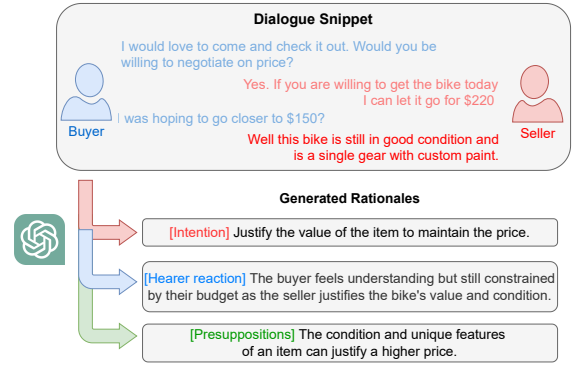 Dialogue Snippet
I would love to come and check it out. Would you be
willing to negotiate on price?
Yes. If you are willing to get the bike today
I can let it go for $220
I was hoping to go closer to $150?
Buyer
Well this bike is still in good condition and
is a single gear with custom paint.
Seller
Generated Rationales
[Intention] Justify the value of the item to maintain the price.
[Hearer reaction] The buyer feels understanding but still constrained
by their budget as the seller justifies the bike's value and condition.
[Presuppositions] The condition and unique features
of an item can justify a higher price.